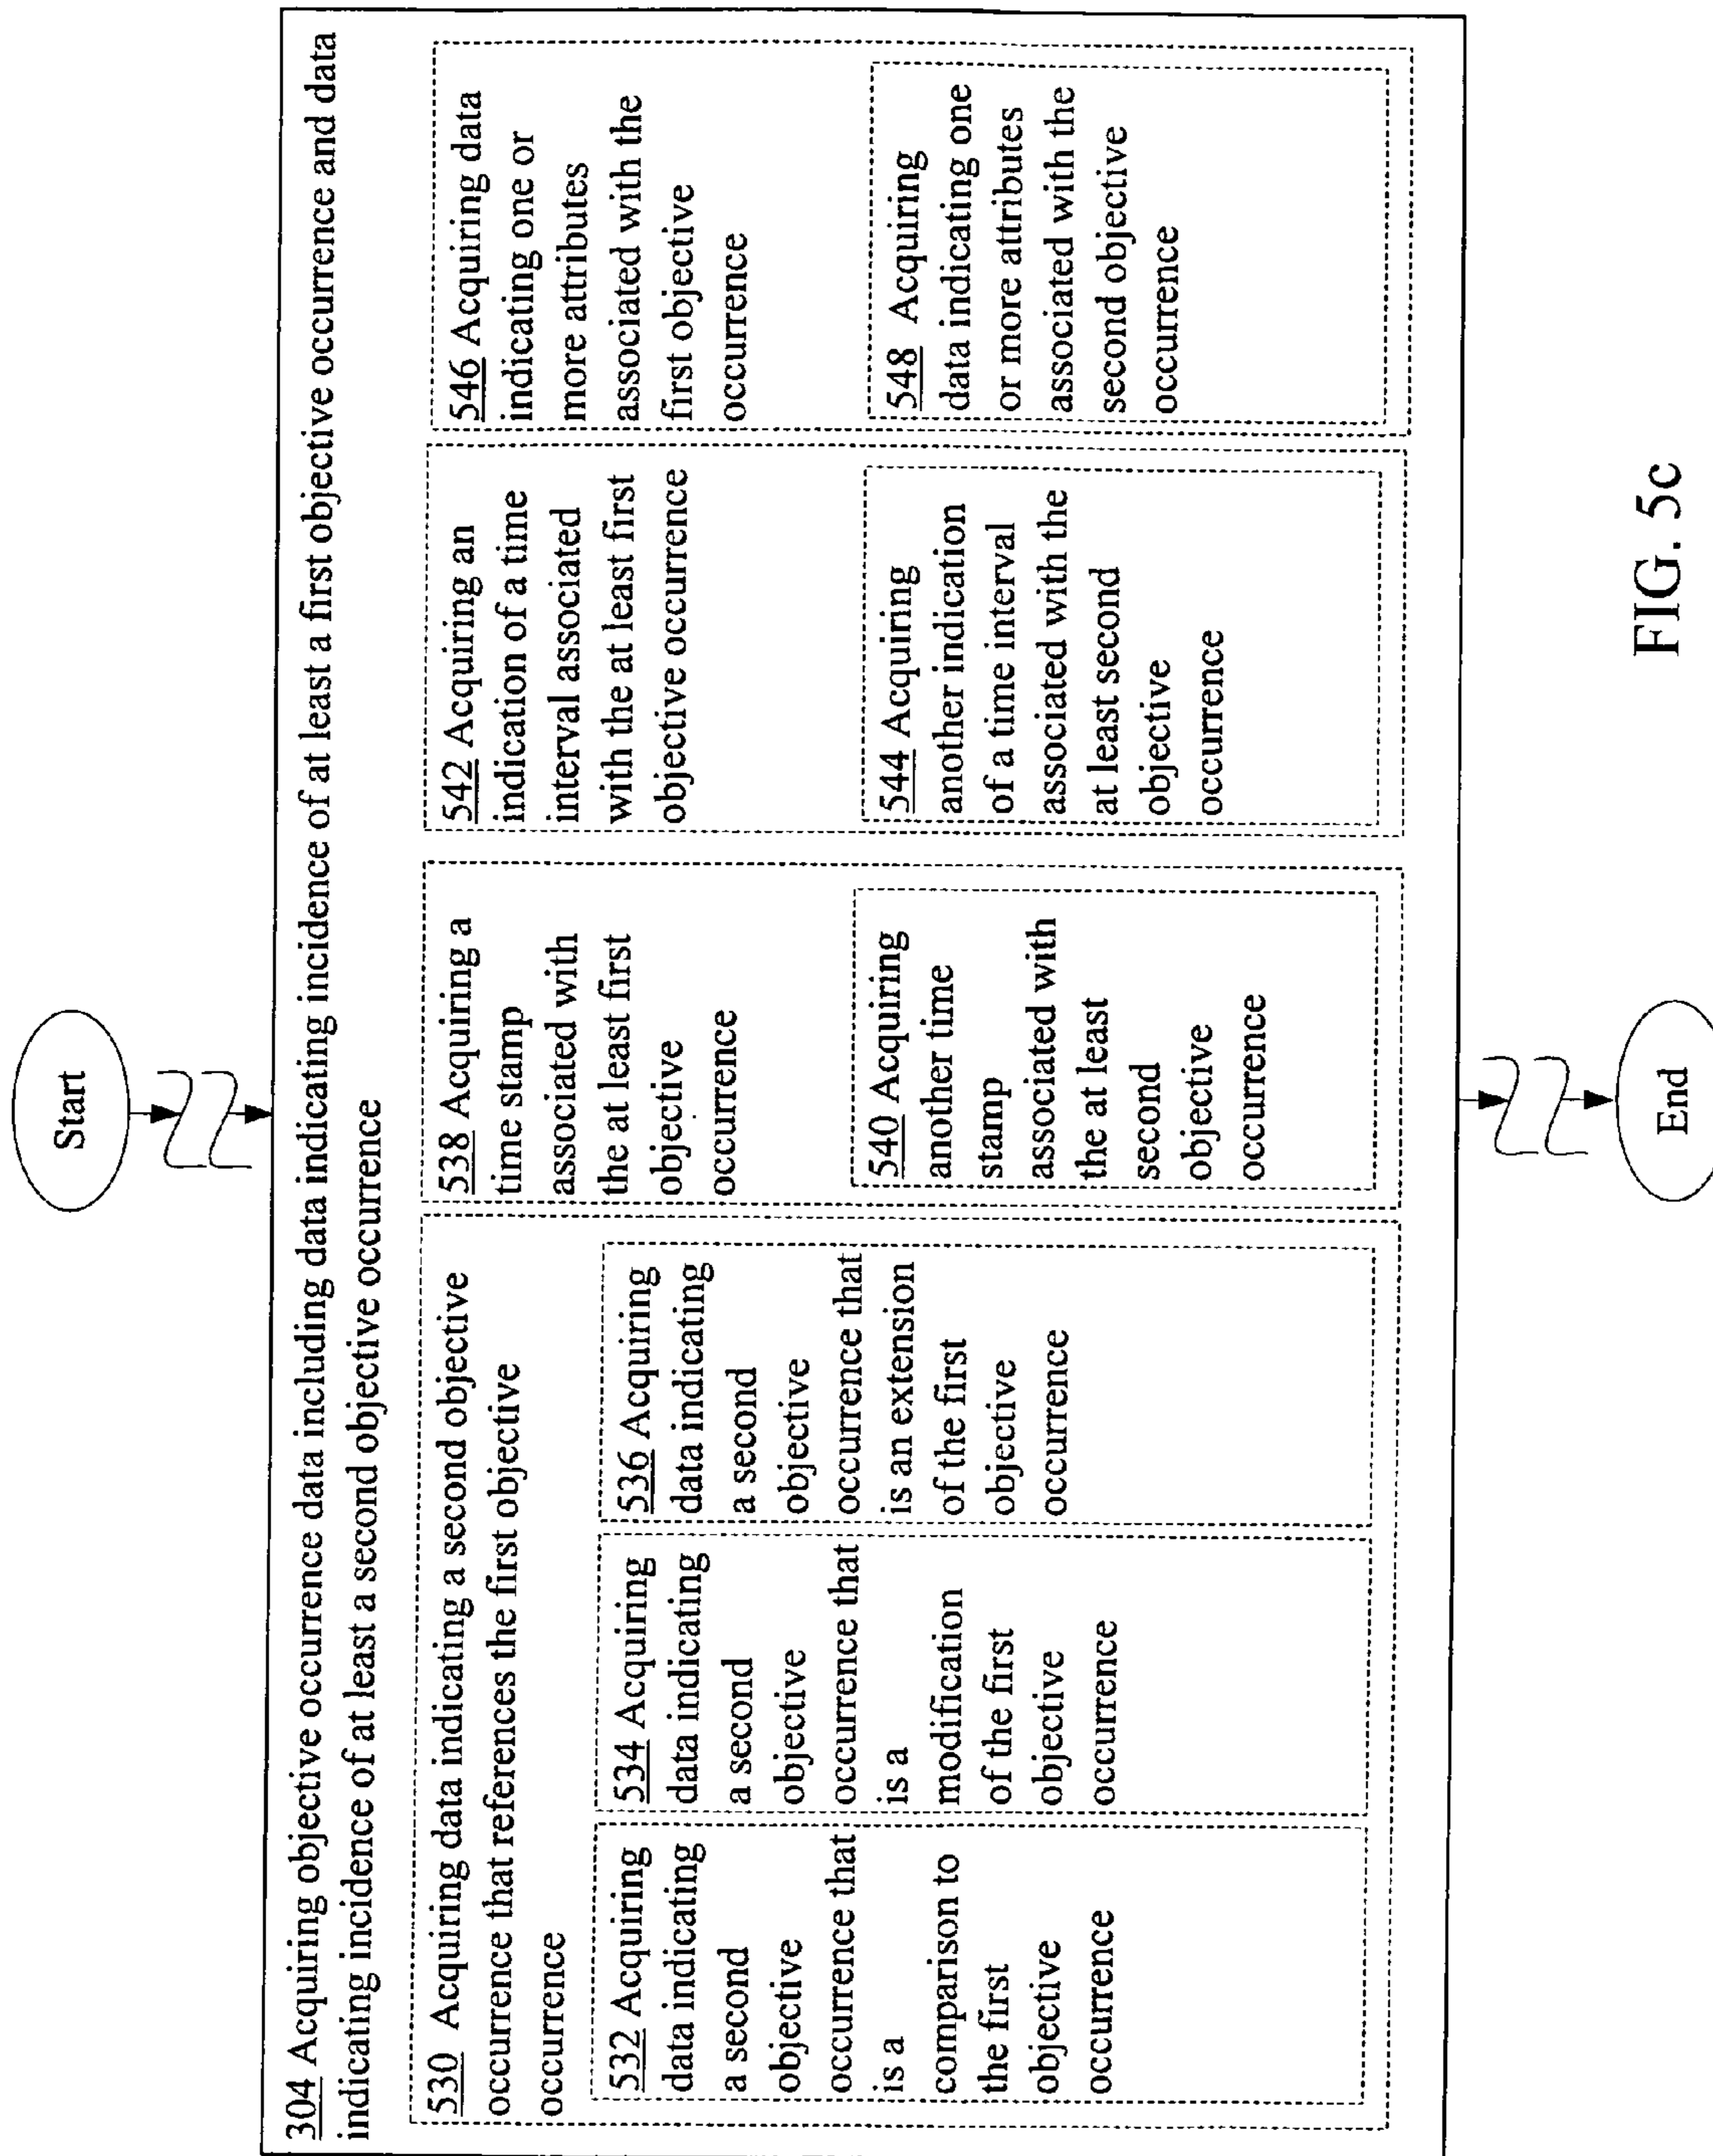 Start
304 Acquiring objective occurrence data including data indicating incidence of at least a first objective occurrence and data
indicating incidence of at least a second objective occurrence
530 Acquiring data indicating a second objective
occurrence that references the first objective
occurrence
532 Acquiring
data indicating
a second
objective
occurrence that
is a
comparison to
the first
objective
occurrence
534 Acquiring
data indicating
a second
objective
occurrence that
is a
modification
of the first
objective
occurrence
536 Acquiring
data indicating
a second
objective
occurrence that
is an extension
of the first
objective
occurrence
538 Acquiring a
time stamp
associated with
the at least first
objective
occurrence
540 Acquiring
another time
stamp
associated with
the at least
second
objective
occurrence
542 Acquiring an
indication of a time
interval associated
with the at least first
objective occurrence
544 Acquiring
another indication
of a time interval
associated with the
at least second
objective
occurrence
546 Acquiring data
indicating one or
more attributes
associated with the
first objective
occurrence
548 Acquiring
data indicating one
or more attributes
associated with the
second objective
occurrence
End
FIG. 5c